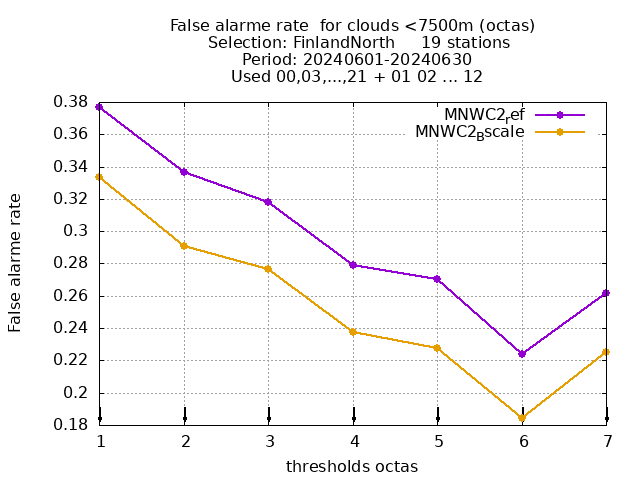 False alarme rate  for clouds <7500m (octas)
Selection: FinlandNorth     19 stations
Period: 20240601-20240630
Used 00,03,...,21 + 01 02 ... 12
MNWC2ref
MNWC2Bscale
0.38
0.36
0.34
0.32
0.3
0.28
0.26
0.24
0.22
0.2
0.18
False alarme rate
1 2 3 4 5 6 7
thresholds octas